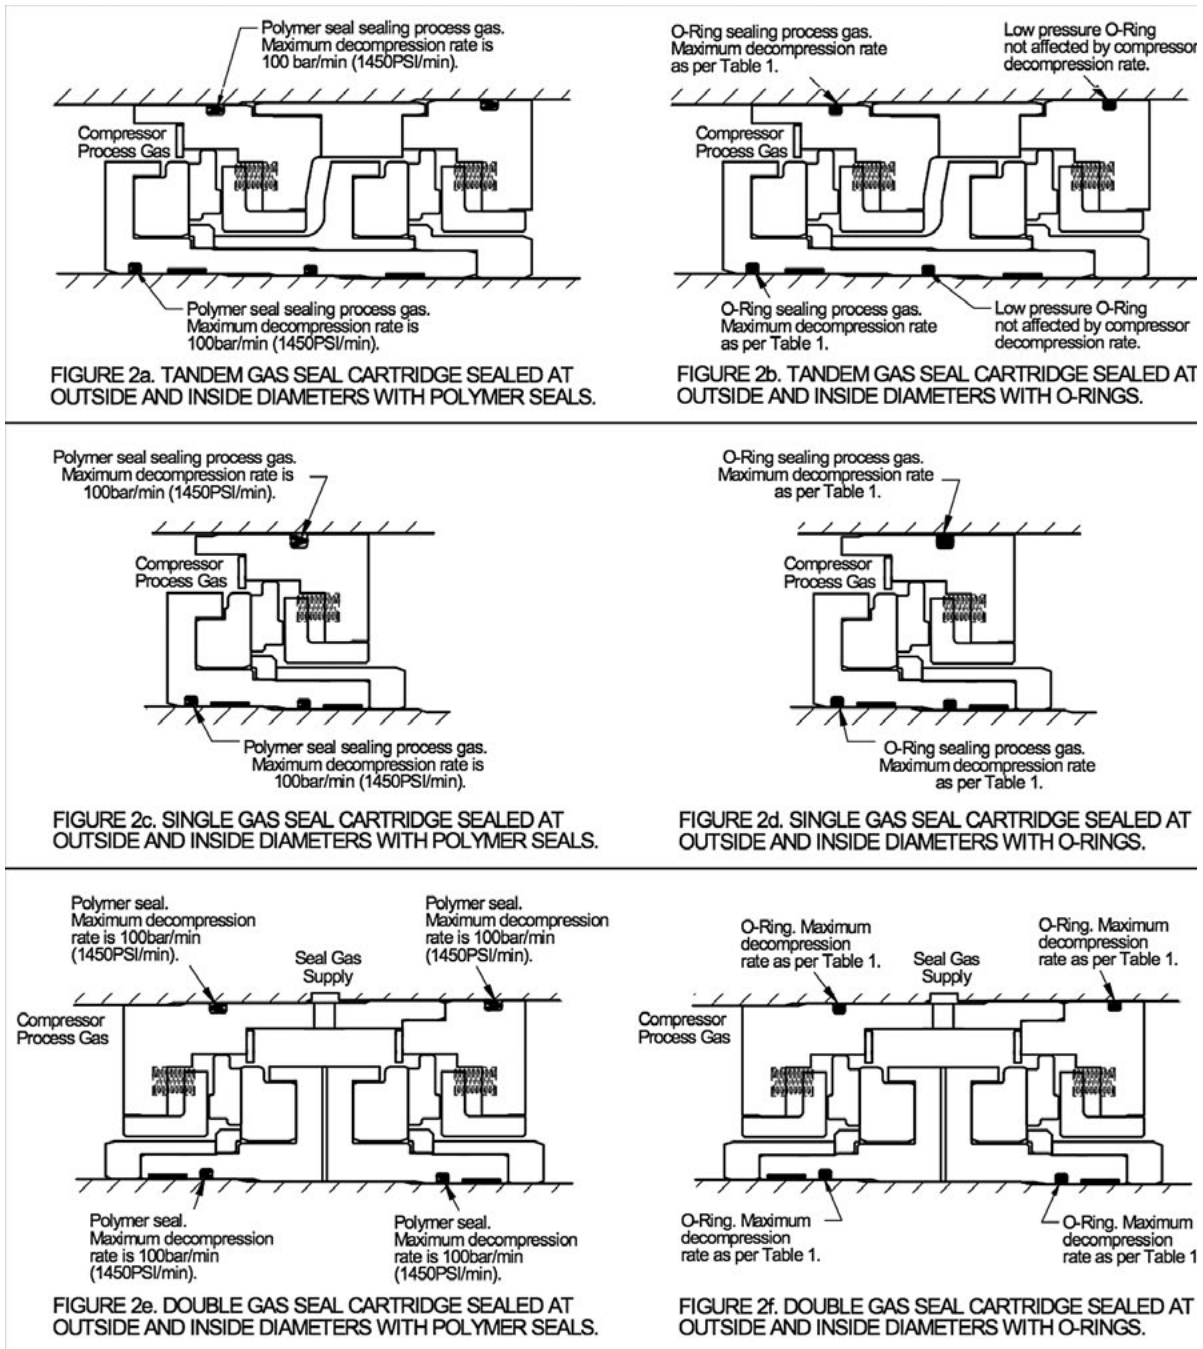 Polymer seal sealing process gas.
Maximum decompression rate is
100 bar/min (1450PSI/min).
Compressor
Process Gas
Polymer seal sealing process gas.
Maximum decompression rate is
100bar/min (1450PSI/min).
FIGURE 2a. TANDEM GAS SEAL CARTRIDGE SEALED AT
OUTSIDE AND INSIDE DIAMETERS WITH POLYMER SEALS.
O-Ring sealing process gas.
Maximum decompression rate
as per Table 1.
Low pressure O-Ring
not affected by compressor
decompression rate.
Compressor
Process Gas
O-Ring sealing process gas.
Maximum decompression rate
as per Table 1.
Low pressure O-Ring
not affected by compressor
decompression rate.
FIGURE 2b. TANDEM GAS SEAL CARTRIDGE SEALED AT
OUTSIDE AND INSIDE DIAMETERS WITH O-RINGS.
Polymer seal sealing process gas.
Maximum decompression rate is
100bar/min (1450PSI/min).
Compressor
Process Gas
Polymer seal sealing process gas.
Maximum decompression rate is
100bar/min (1450PSI/min).
FIGURE 2c. SINGLE GAS SEAL CARTRIDGE SEALED AT
OUTSIDE AND INSIDE DIAMETERS WITH POLYMER SEALS.
O-Ring sealing process gas.
Maximum decompression rate
as per Table 1.
Compressor
Process Gas
O-Ring sealing process gas.
Maximum decompression rate
as per Table 1.
FIGURE 2d. SINGLE GAS SEAL CARTRIDGE SEALED AT
OUTSIDE AND INSIDE DIAMETERS WITH O-RINGS.
Polymer seal.
Maximum decompression
rate is 100bar/min
(1450PSI/min).
Seal Gas
Supply
Polymer seal.
Maximum decompression
rate is 100bar/min
(1450PSI/min).
Compressor
Process Gas
Polymer seal.
Maximum decompression
rate is 100bar/min
(1450PSI/min).
Polymer seal.
Maximum decompression
rate is 100bar/min
(1450PSI/min).
FIGURE 2e. DOUBLE GAS SEAL CARTRIDGE SEALED AT
OUTSIDE AND INSIDE DIAMETERS WITH POLYMER SEALS.
O-Ring. Maximum
decompression
rate as per Table 1.
Seal Gas
Supply
O-Ring. Maximum
decompression
rate as per Table 1.
Compressor
Process Gas
O-Ring. Maximum
decompression
rate as per Table 1.
O-Ring. Maximum
decompression
rate as per Table 1
FIGURE 2f. DOUBLE GAS SEAL CARTRIDGE SEALED AT
OUTSIDE AND INSIDE DIAMETERS WITH O-RINGS.